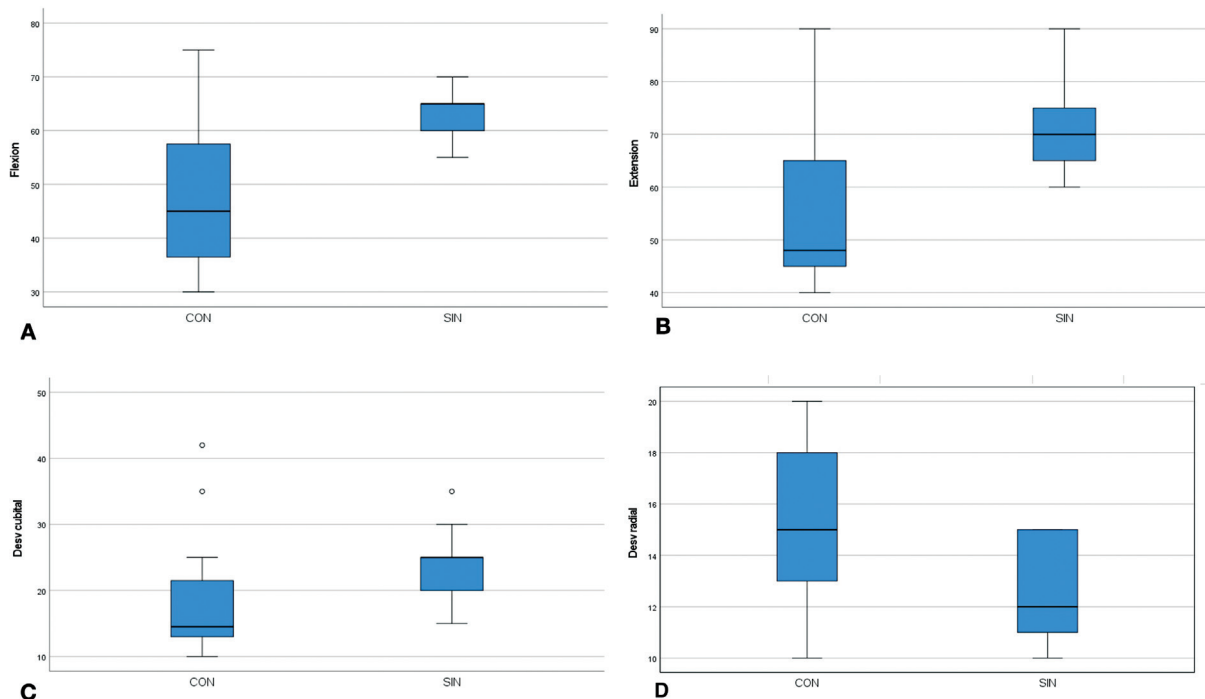 80
70
60
50
40
30
Flexion
CON
SIN
A
90
80
70
60
50
40
Extension
CON
SIN
B
50
40
30
20
10
Desv cubital
CON
SIN
C
20
18
16
14
12
10
Desv radial
CON
SIN
D